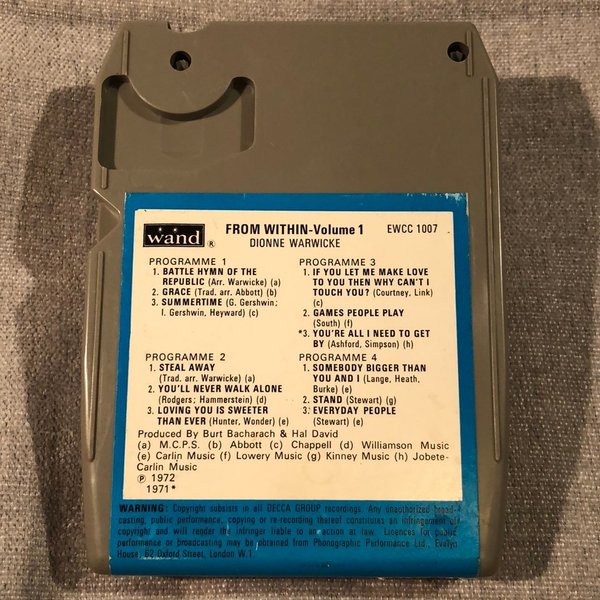 wand ®
FROM WITHIN-Volume 1 EWCC 1007
DIONNE WARWICKE
PROGRAMME 1
1. BATTLE HYMN OF THE
REPUBLIC (Arr. Warwicke) (a)
2. GRACE (Trad. arr. Abbott) (b)
3. SUMMERTIME (G. Gershwin;
I. Gershwin, Heyward) (c)
PROGRAMME 2
1. STEAL AWAY
(Trad. arr. Warwicke) (a)
2. YOU'LL NEVER WALK ALONE
(Rodgers; Hammerstein) (d)
3. LOVING YOU IS SWEETER
THAN EVER (Hunter, Wonder) (e)
PROGRAMME 3
1. IF YOU LET ME MAKE LOVE
TO YOU THEN WHY CAN'T I
TOUCH YOU? (Courtney, Link)
(c)
2. GAMES PEOPLE PLAY
(South) (f)
*3. YOU'RE ALL I NEED TO GET
BY (Ashford, Simpson) (h)
PROGRAMME 4
1. SOMEBODY BIGGER THAN
YOU AND I (Lange, Heath,
Burke) (e)
2. STAND (Stewart) (g)
3. EVERYDAY PEOPLE
(Stewart) (e)
Produced By Burt Bacharach & Hal David
(a) M.C.P.S. (b) Abbott (c) Chappell (d) Williamson Music
(e) Carlin Music (f) Lowery Music (g) Kinney Music (h) Jobete-
Carlin Music
℗ 1972
1971*
WARNING: Copyright subsists in all DECCA GROUP recordings. Any unauthorized broad-
casting, public performance, copying or re-recording thereof constitutes an infringement of
copyright and will render the infringer liable to an action at law. Licences for public
performance or broadcasting may be obtained from Phonographic Performance Ltd., Evelyn
House, 62 Oxford Street, London W.1.